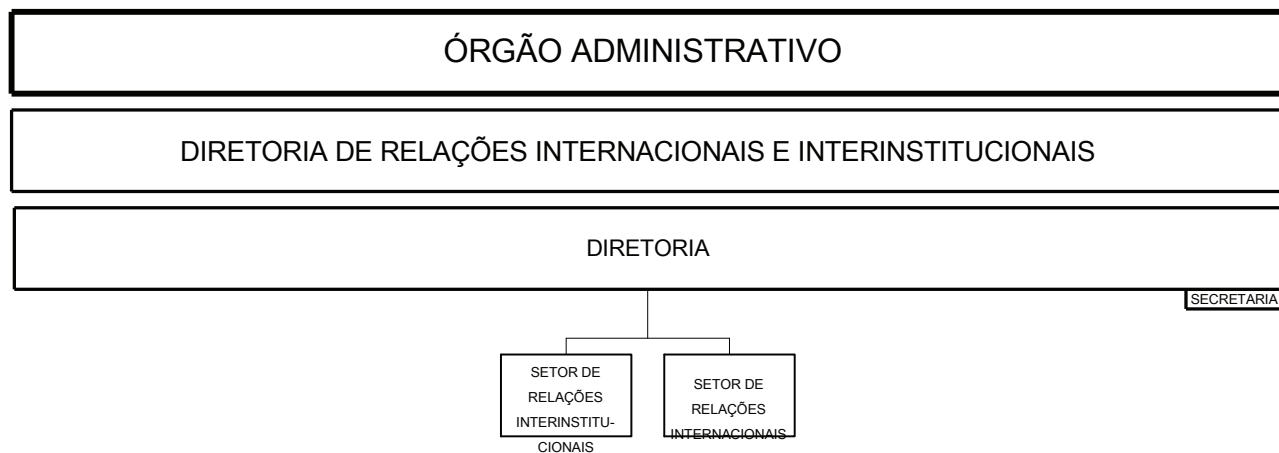 ÓRGÃO ADMINISTRATIVO
DIRETORIA DE RELAÇÕES INTERNACIONAIS E INTERINSTITUCIONAIS
DIRETORIA
SECRETARIA
SETOR DE
RELAÇÕES
INTERINSTITU-
CIONAIS
SETOR DE
RELAÇÕES
INTERNACIONAIS